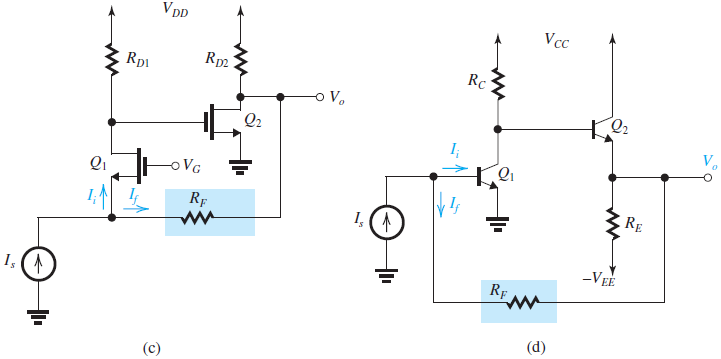 V_DD
R_D1
R_D2
V_o
Q_2
Q_1
V_G
I_i
I_f
R_F
I_s
(c)
V_CC
R_C
Q_2
I_i
Q_1
V_o
I_f
I_s
R_E
−V_EE
R_F
(d)